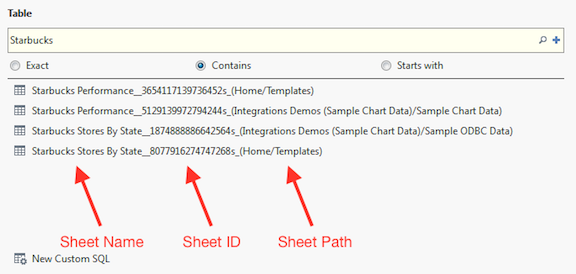 Table
Starbucks
Exact Contains Starts with
Starbucks Performance__3654117139736452s_(Home/Templates)
Starbucks Performance__5129139972794244s_(Integrations Demos (Sample Chart Data)/Sample Chart Data)
Starbucks Stores By State__1874888886642564s_(Integrations Demos (Sample Chart Data)/Sample ODBC Data)
Starbucks Stores By State__8077916274747268s_(Home/Templates)
Sheet Name Sheet ID Sheet Path
New Custom SQL